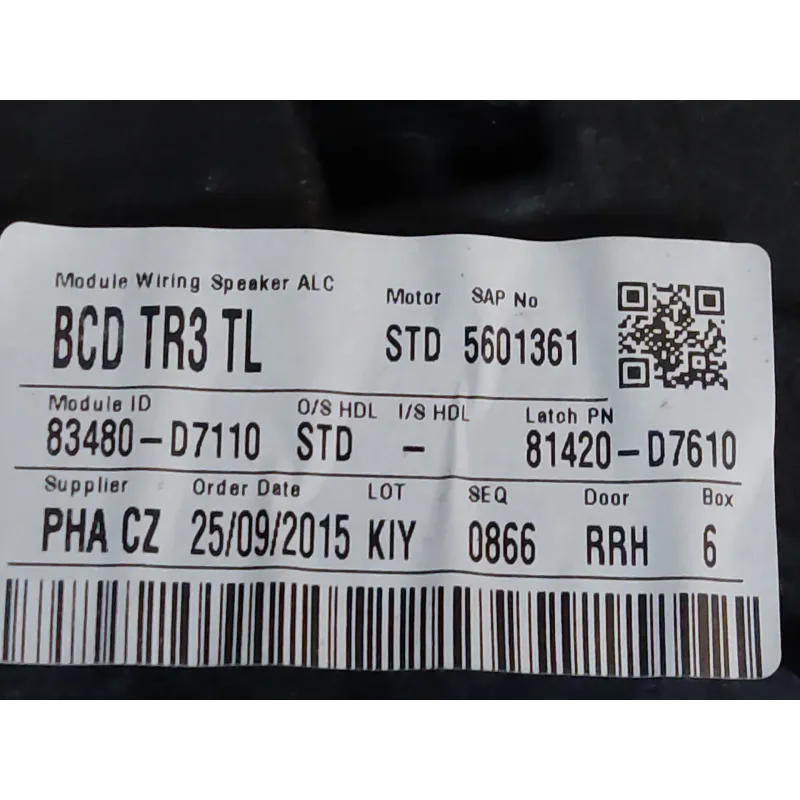 Module Wiring Speaker ALC Motor SAP No
BCD TR3 TL STD 5601361
Module ID O/S HDL I/S HDL Latch PN
83480-D7110 STD - 81420-D7610
Supplier Order Date LOT SEQ Door Box
PHA CZ 25/09/2015 KIY 0866 RRH 6